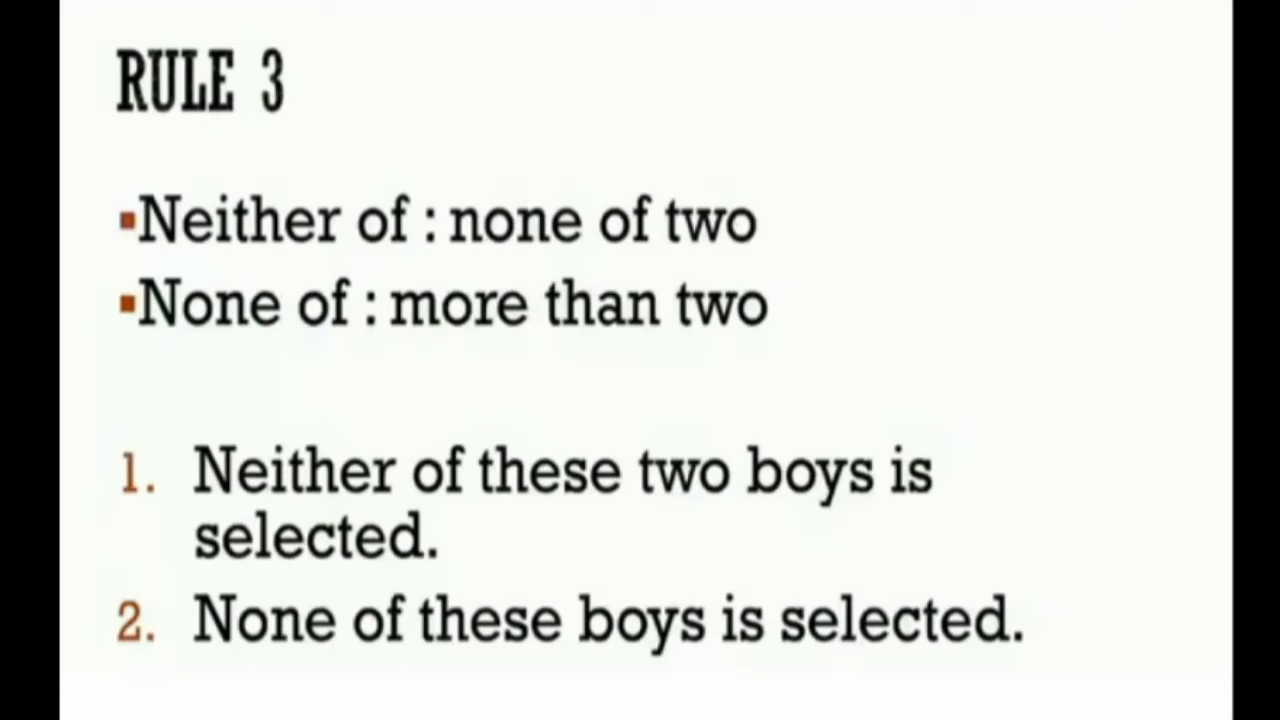 RULE 3
▪Neither of : none of two
▪None of : more than two
1. Neither of these two boys is
selected.
2. None of these boys is selected.